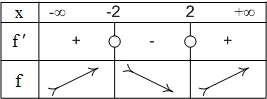 x -∞ -2 2 +∞
f′ + - +
f